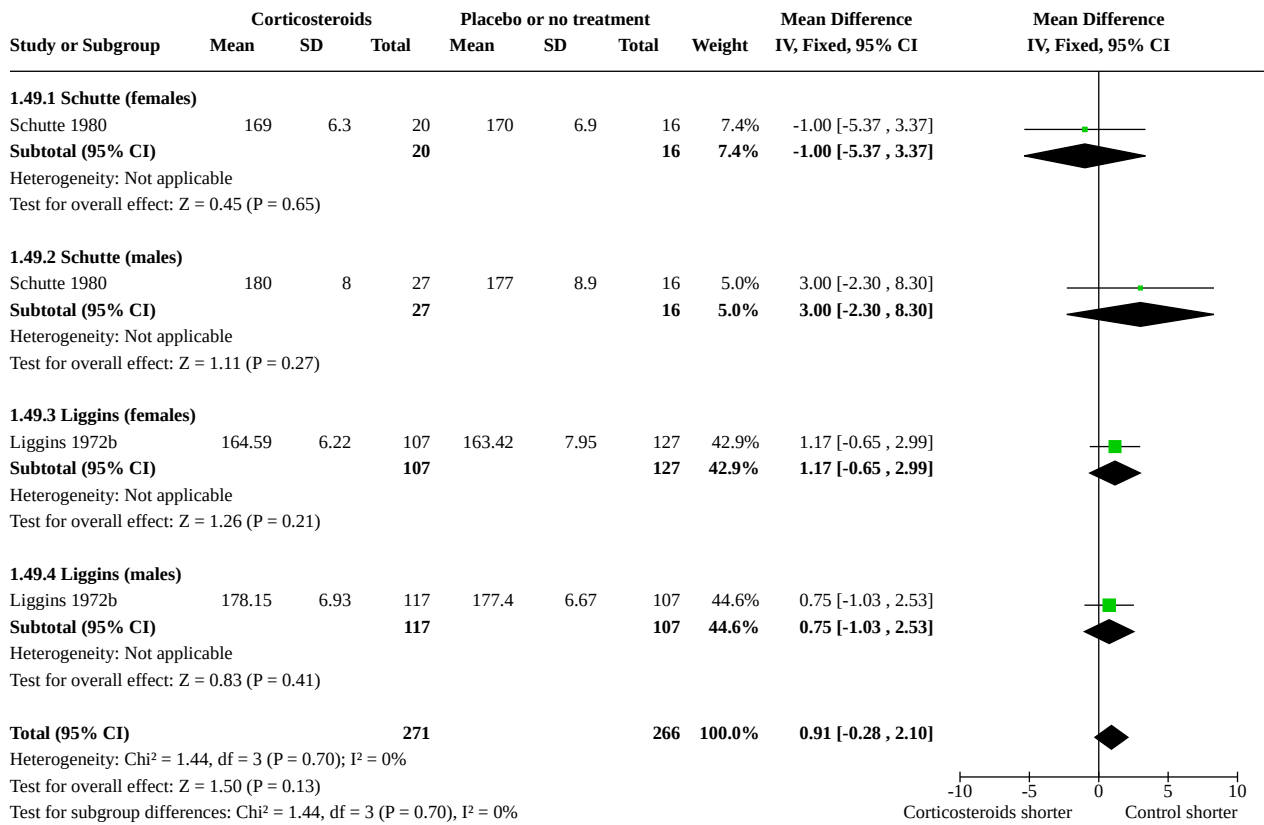 Corticosteroids Placebo or no treatment Mean Difference Mean Difference
Study or Subgroup Mean SD Total Mean SD Total Weight IV, Fixed, 95% CI IV, Fixed, 95% CI
1.49.1 Schutte (females)
Schutte 1980 169 6.3 20 170 6.9 16 7.4% -1.00 [-5.37 , 3.37]
Subtotal (95% CI) 20 16 7.4% -1.00 [-5.37 , 3.37]
Heterogeneity: Not applicable
Test for overall effect: Z = 0.45 (P = 0.65)
1.49.2 Schutte (males)
Schutte 1980 180 8 27 177 8.9 16 5.0% 3.00 [-2.30 , 8.30]
Subtotal (95% CI) 27 16 5.0% 3.00 [-2.30 , 8.30]
Heterogeneity: Not applicable
Test for overall effect: Z = 1.11 (P = 0.27)
1.49.3 Liggins (females)
Liggins 1972b 164.59 6.22 107 163.42 7.95 127 42.9% 1.17 [-0.65 , 2.99]
Subtotal (95% CI) 107 127 42.9% 1.17 [-0.65 , 2.99]
Heterogeneity: Not applicable
Test for overall effect: Z = 1.26 (P = 0.21)
1.49.4 Liggins (males)
Liggins 1972b 178.15 6.93 117 177.4 6.67 107 44.6% 0.75 [-1.03 , 2.53]
Subtotal (95% CI) 117 107 44.6% 0.75 [-1.03 , 2.53]
Heterogeneity: Not applicable
Test for overall effect: Z = 0.83 (P = 0.41)
Total (95% CI) 271 266 100.0% 0.91 [-0.28 , 2.10]
Heterogeneity: Chi² = 1.44, df = 3 (P = 0.70); I² = 0%
Test for overall effect: Z = 1.50 (P = 0.13)
-10 -5 0 5 10
Test for subgroup differences: Chi² = 1.44, df = 3 (P = 0.70), I² = 0% Corticosteroids shorter Control shorter